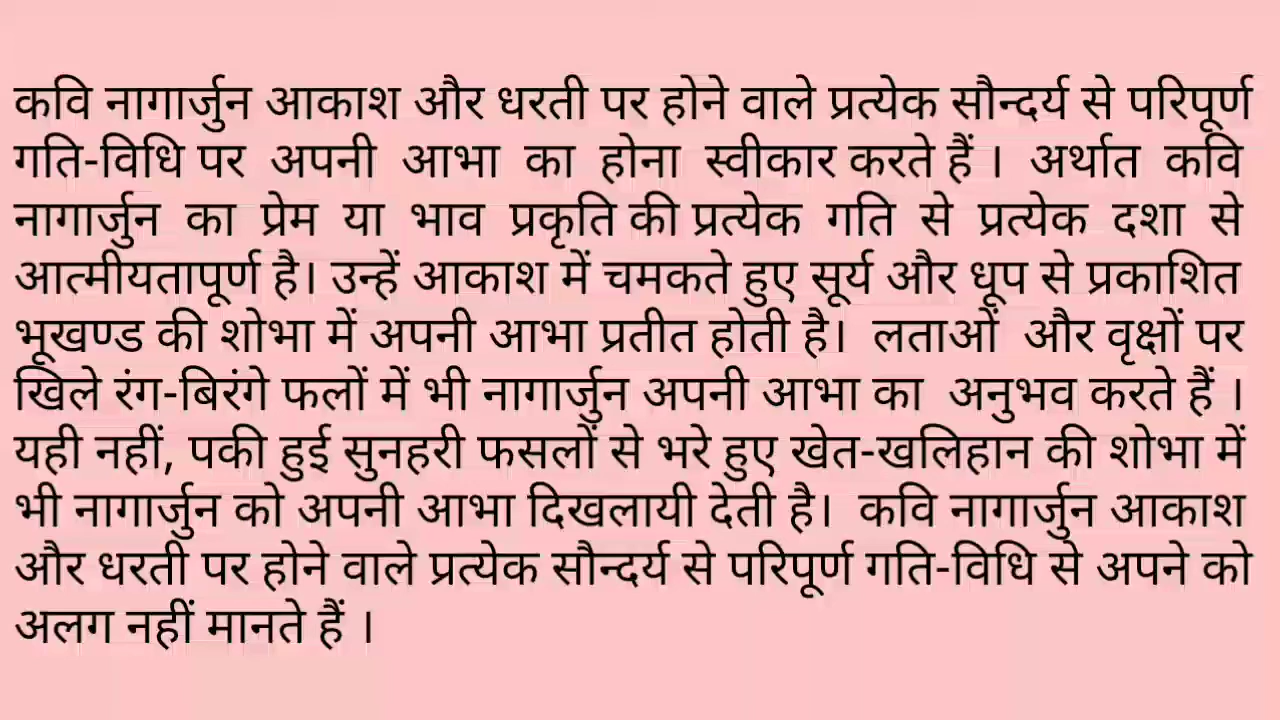 कवि नागार्जुन आकाश और धरती पर होने वाले प्रत्येक सौन्दर्य से परिपूर्ण
गति-विधि पर अपनी आभा का होना स्वीकार करते हैं । अर्थात कवि
नागार्जुन का प्रेम या भाव प्रकृति की प्रत्येक गति से प्रत्येक दशा से
आत्मीयतापूर्ण है। उन्हें आकाश में चमकते हुए सूर्य और धूप से प्रकाशित
भूखण्ड की शोभा में अपनी आभा प्रतीत होती है। लताओं और वृक्षों पर
खिले रंग-बिरंगे फलों में भी नागार्जुन अपनी आभा का अनुभव करते हैं ।
यही नहीं, पकी हुई सुनहरी फसलों से भरे हुए खेत-खलिहान की शोभा में
भी नागार्जुन को अपनी आभा दिखलायी देती है। कवि नागार्जुन आकाश
और धरती पर होने वाले प्रत्येक सौन्दर्य से परिपूर्ण गति-विधि से अपने को
अलग नहीं मानते हैं ।